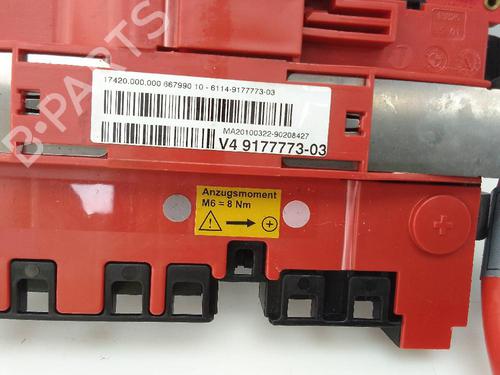 B-PARTS
17420.000.000 667990 10 - 6114-9177773-03
MA20100322-90208427
V4 9177773-03
Anzugsmoment
M6 = 8 Nm